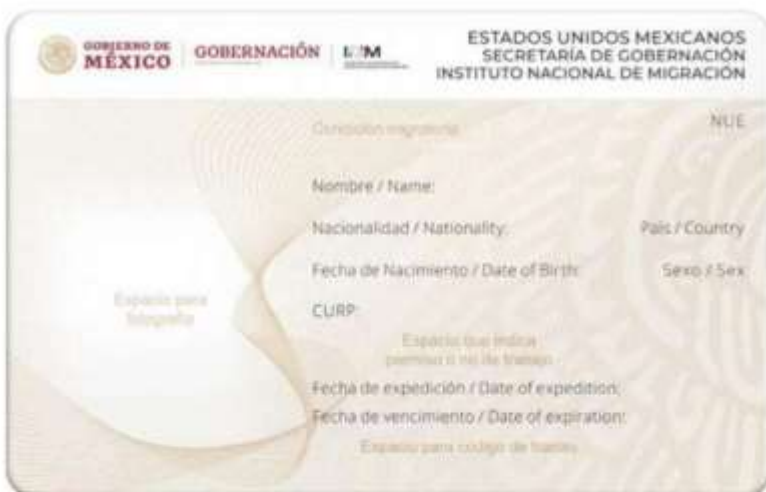 GOBIERNO DE
MÉXICO
GOBERNACIÓN
ESTADOS UNIDOS MEXICANOS
SECRETARÍA DE GOBERNACIÓN
INSTITUTO NACIONAL DE MIGRACIÓN
Condición migratoria
NUE
Nombre / Name:
Nacionalidad / Nationality:
País / Country
Fecha de Nacimiento / Date of Birth:
Sexo / Sex
CURP:
Espacio para
fotografía
Espacio que indica
permiso o no de trabajo
Fecha de expedición / Date of expedition:
Fecha de vencimiento / Date of expiration:
Espacio para código de barras